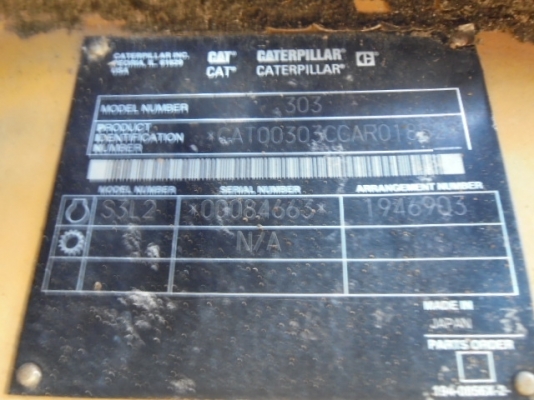 CATERPILLAR INC. CAT® CATERPILLAR®
PEORIA, IL 61629
USA CAT® CATERPILLAR®
MODEL NUMBER 303
PRODUCT
IDENTIFICATION
NUMBER
MODEL NUMBER SERIAL NUMBER ARRANGEMENT NUMBER
S3L2 *00084663* 1946903
N/A
MADE IN
JAPAN 3
PARTS ORDER